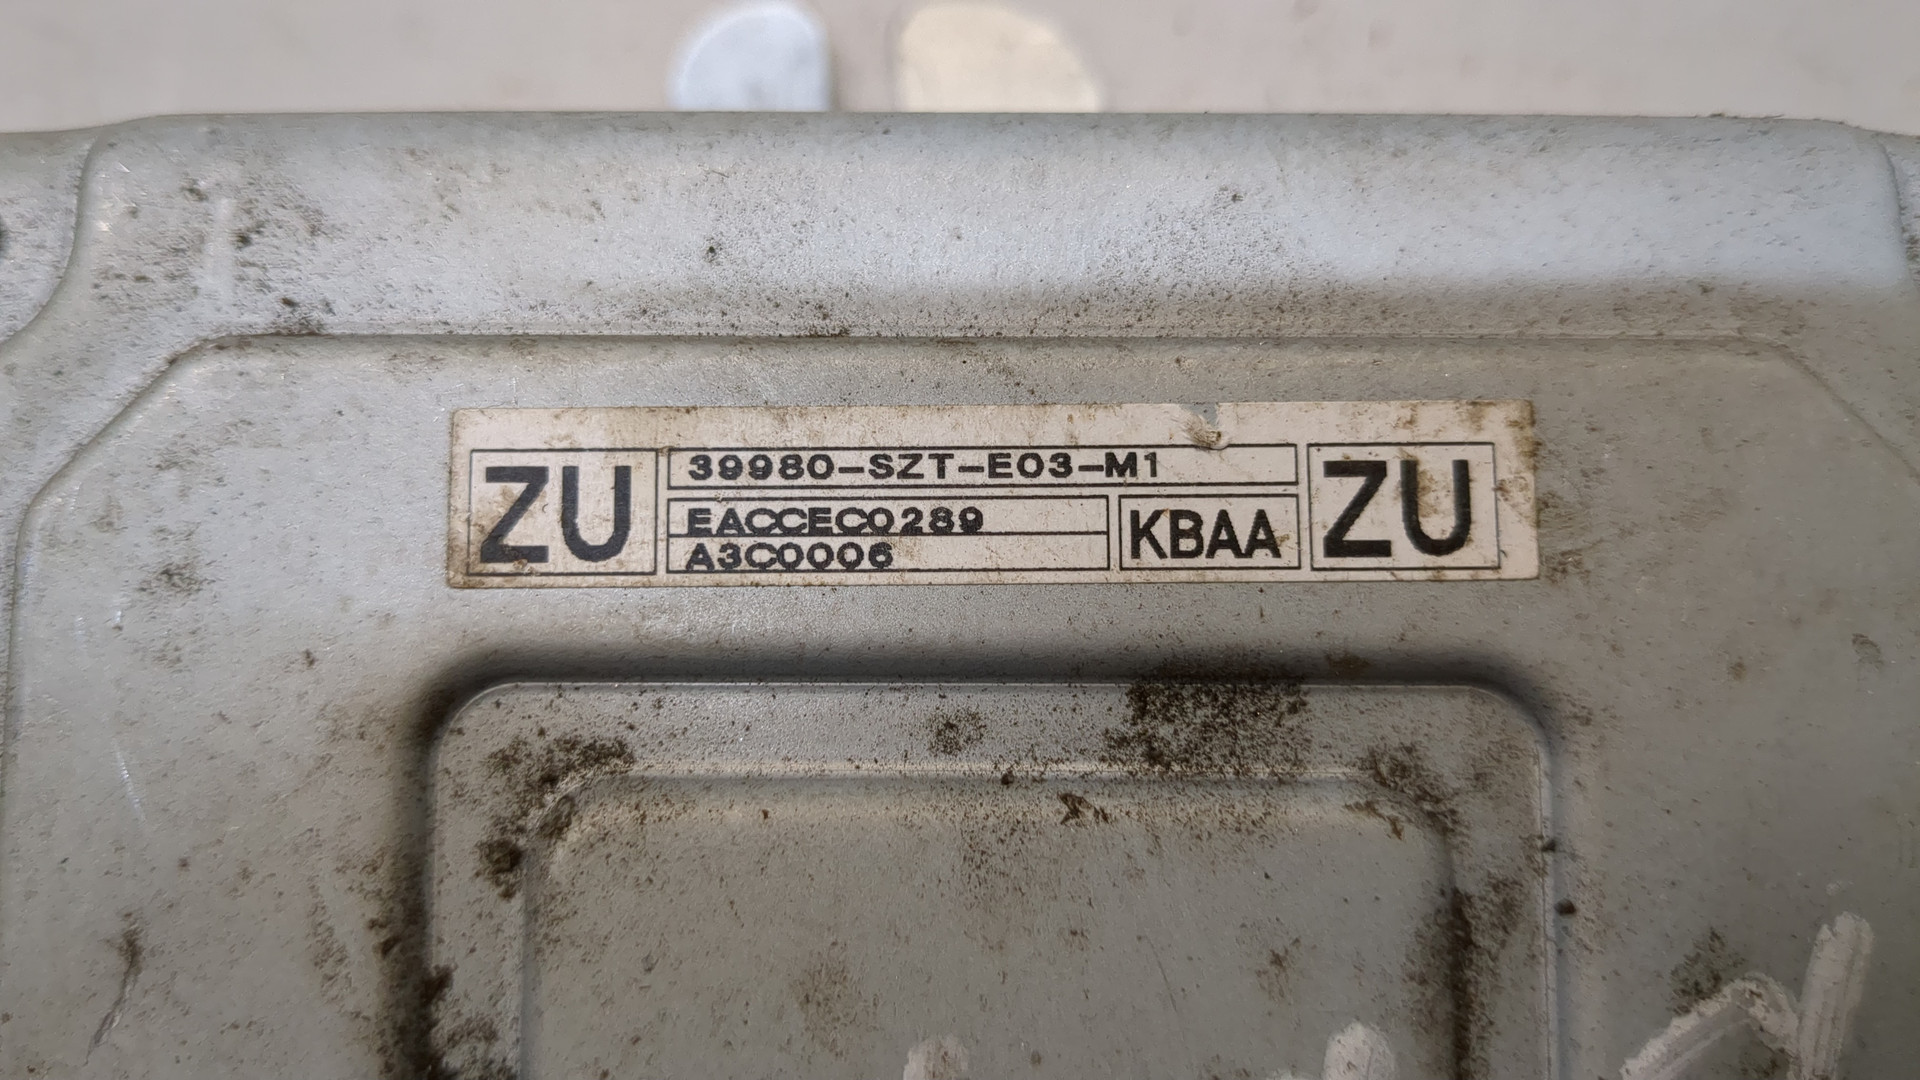 ZU
39980-SZT-E03-M1
EACCEC0289
A3C0006
KBAA
ZU